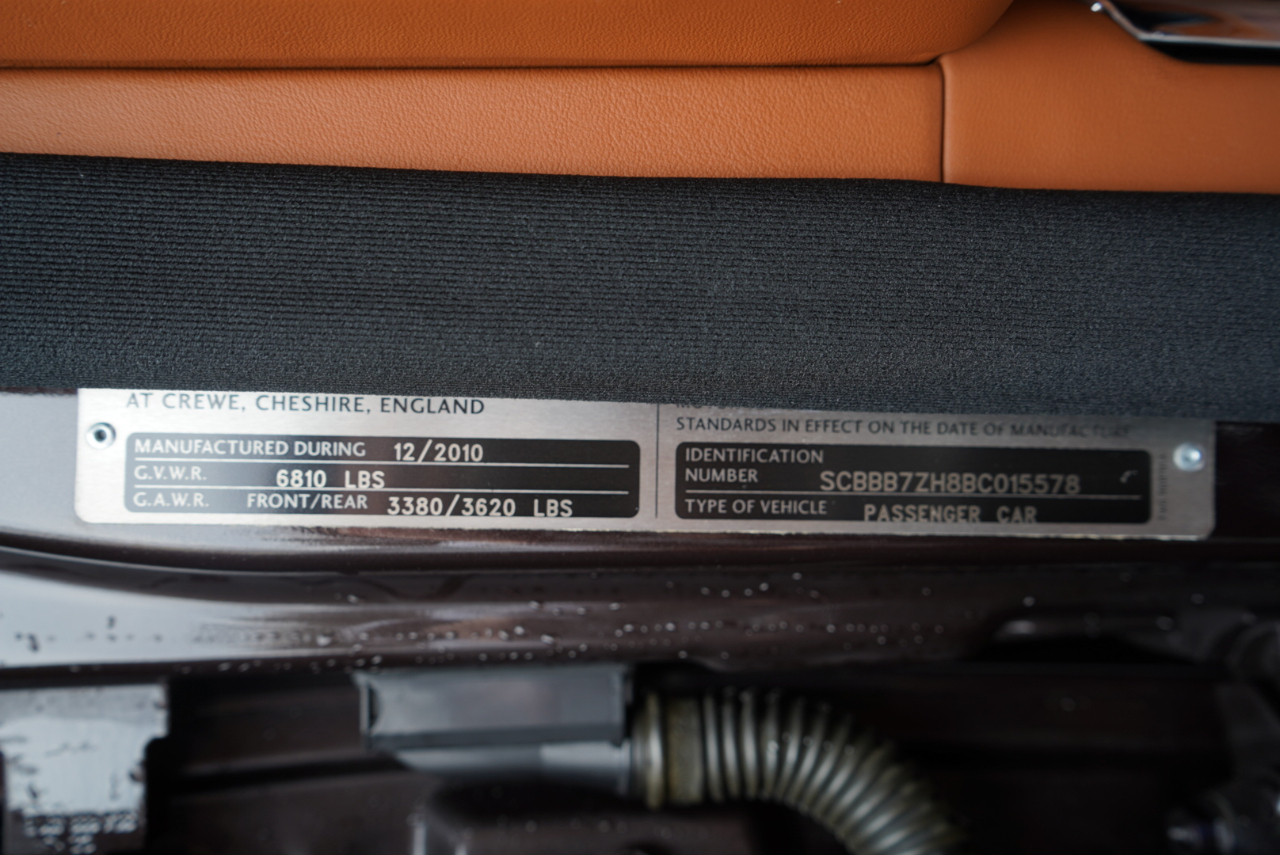 AT CREWE, CHESHIRE, ENGLAND
MANUFACTURED DURING 12/2010
G.V.W.R. 6810 LBS
G.A.W.R. FRONT/REAR 3380/3620 LBS
STANDARDS IN EFFECT ON THE DATE OF MANUFACTURE
IDENTIFICATION
NUMBER SCBBB7ZH8BC015578
TYPE OF VEHICLE PASSENGER CAR